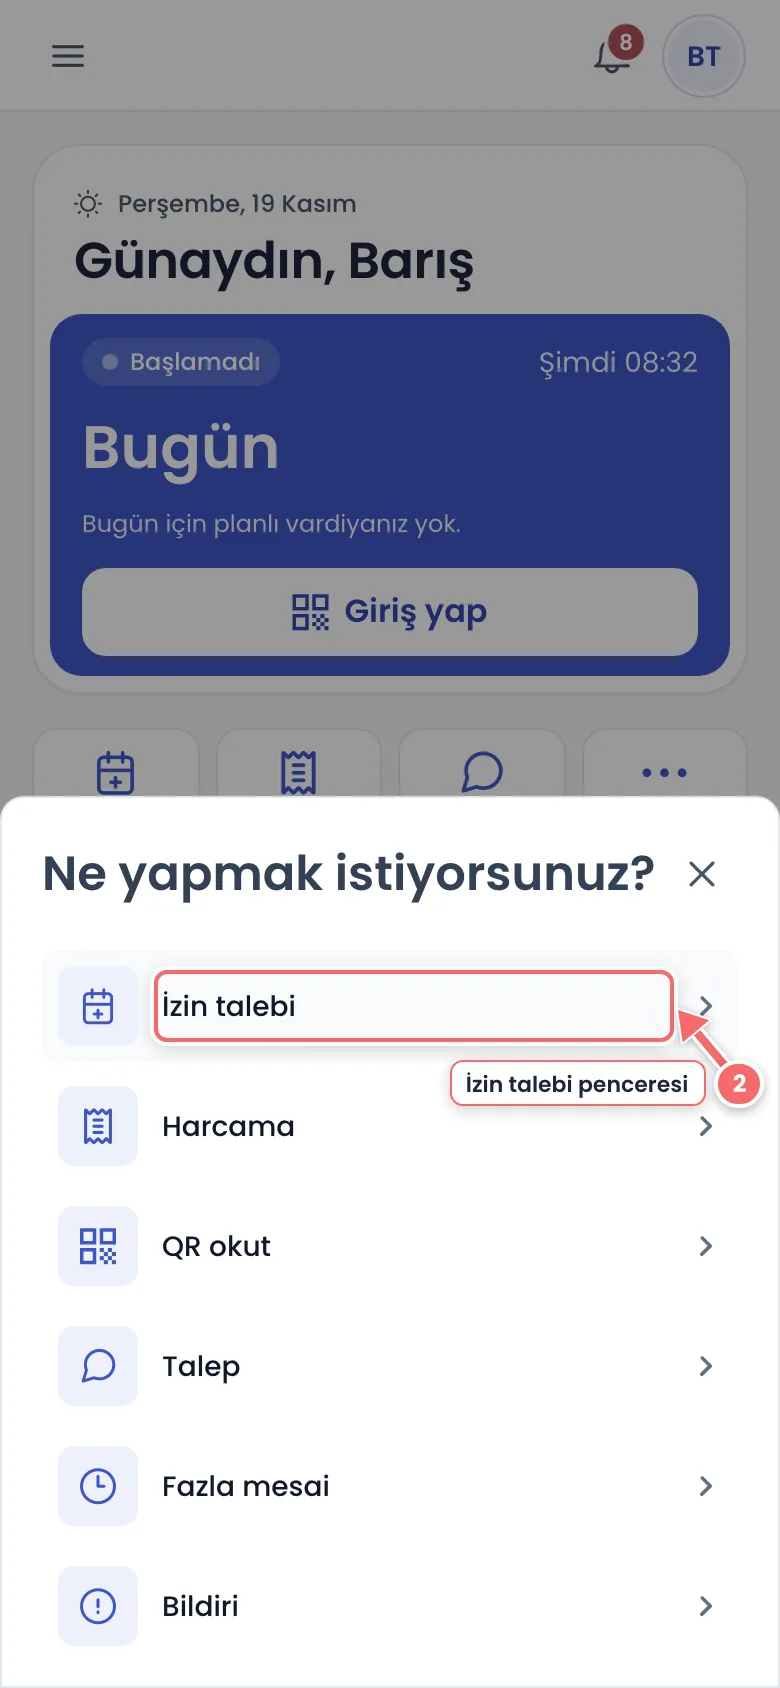 8
BT
Perşembe, 19 Kasım
Günaydın, Barış
Başlamadı
Şimdi 08:32
Bugün
Bugün için planlı vardiyanız yok.
Giriş yap
Ne yapmak istiyorsunuz?
İzin talebi
İzin talebi penceresi
2
Harcama
QR okut
Talep
Fazla mesai
Bildiri